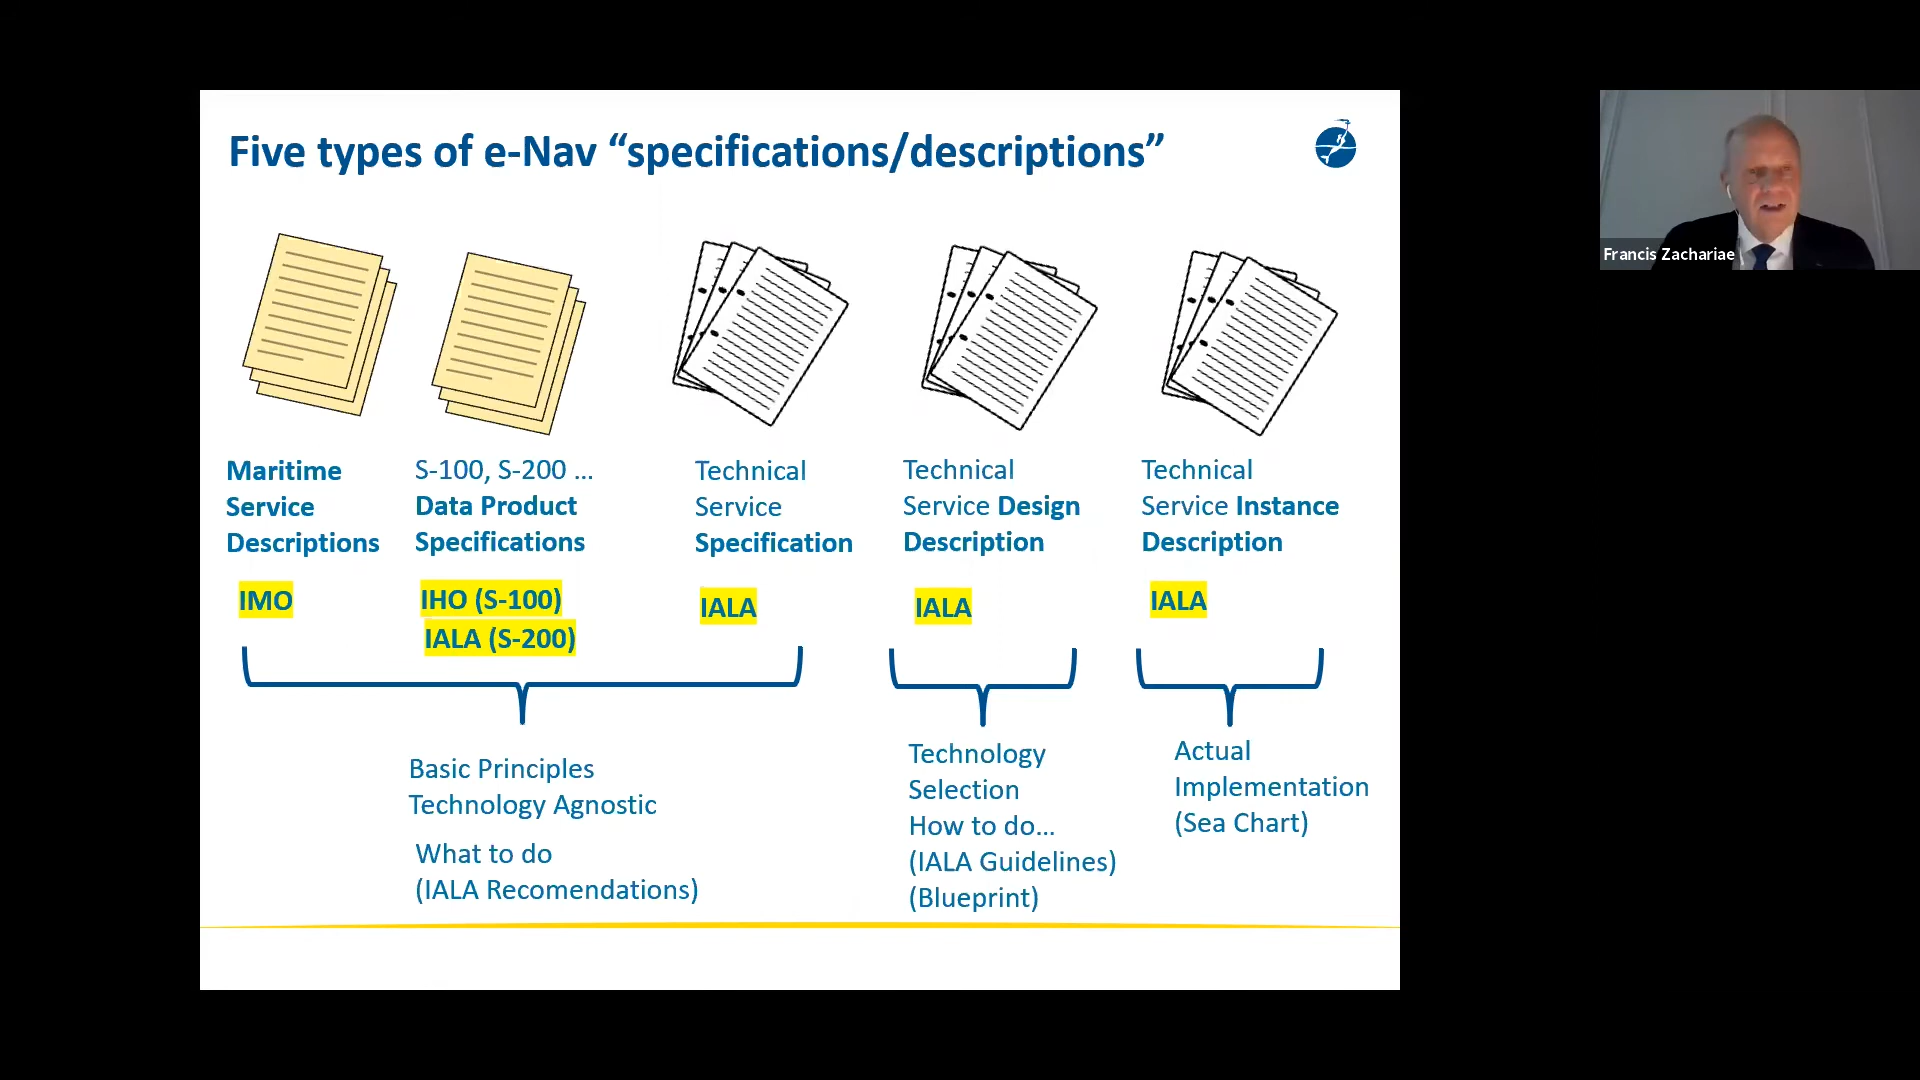 Five types of e-Nav “specifications/descriptions”
Maritime
Service
Descriptions
IMO
S-100, S-200 ...
Data Product
Specifications
IHO (S-100)
IALA (S-200)
Technical
Service
Specification
IALA
Technical
Service Design
Description
IALA
Technical
Service Instance
Description
IALA
Basic Principles
Technology Agnostic
What to do
(IALA Recomendations)
Technology
Selection
How to do...
(IALA Guidelines)
(Blueprint)
Actual
Implementation
(Sea Chart)
Francis Zachariae